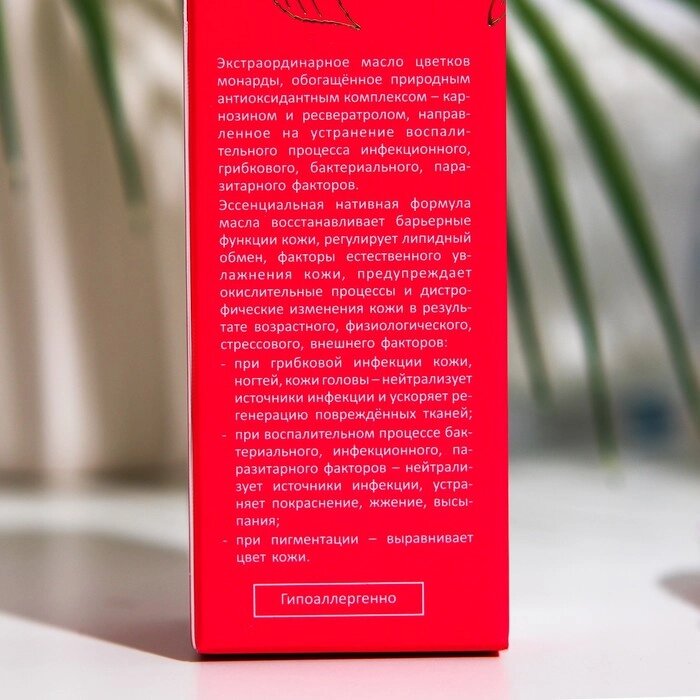 Экстраординарное масло цветков
монарды, обогащённое природным
антиоксидантным комплексом – кар-
нозином и ресвератролом, направ-
ленное на устранение воспали-
тельного процесса инфекционного,
грибкового, бактериального, пара-
зитарного факторов.
Эссенциальная нативная формула
масла восстанавливает барьерные
функции кожи, регулирует липидный
обмен, факторы естественного ув-
лажнения кожи, предупреждает
окислительные процессы и дистро-
фические изменения кожи в резуль-
тате возрастного, физиологического,
стрессового, внешнего факторов:
- при грибковой инфекции кожи,
ногтей, кожи головы – нейтрализует
источники инфекции и ускоряет ре-
генерацию повреждённых тканей;
- при воспалительном процессе бак-
териального, инфекционного, па-
разитарного факторов – нейтрали-
зует источники инфекции, устра-
няет покраснение, жжение, высы-
пания;
- при пигментации – выравнивает
цвет кожи.
Гипоаллергенно